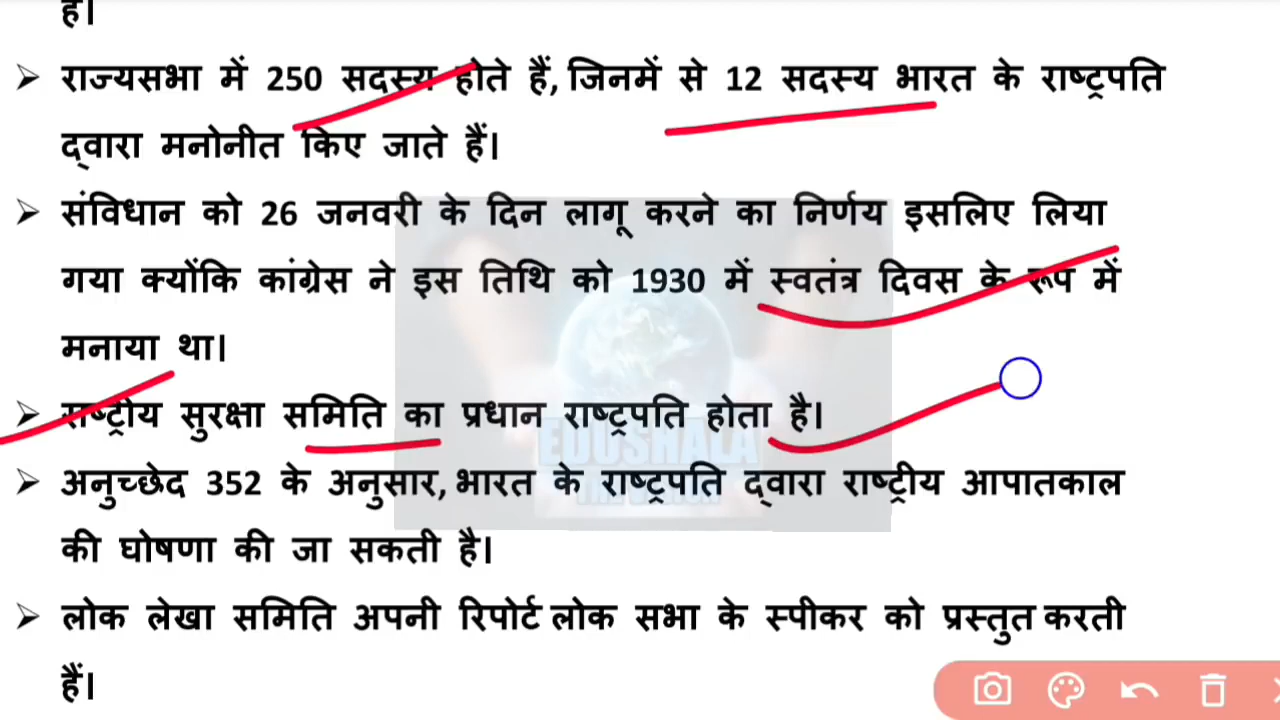 है।
➢ राज्यसभा में 250 सदस्य होते हैं, जिनमें से 12 सदस्य भारत के राष्ट्रपति
द्वारा मनोनीत किए जाते हैं।
➢ संविधान को 26 जनवरी के दिन लागू करने का निर्णय इसलिए लिया
गया क्योंकि कांग्रेस ने इस तिथि को 1930 में स्वतंत्र दिवस के रूप में
मनाया था।
➢ राष्ट्रीय सुरक्षा समिति का प्रधान राष्ट्रपति होता है।
EDUSHALA
➢ अनुच्छेद 352 के अनुसार, भारत के राष्ट्रपति द्वारा राष्ट्रीय आपातकाल
की घोषणा की जा सकती है।
➢ लोक लेखा समिति अपनी रिपोर्ट लोक सभा के स्पीकर को प्रस्तुत करती
हैं।